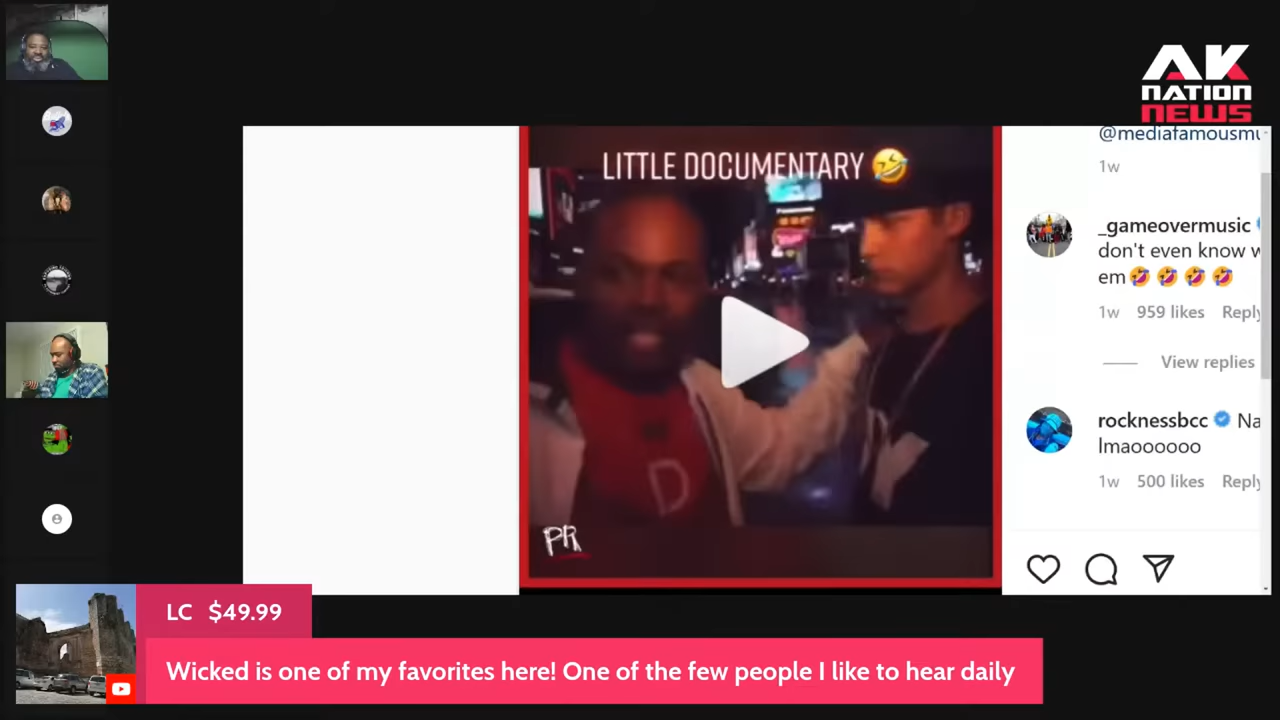 AK
NATION
NEWS
LITTLE DOCUMENTARY 🤣
D
PR
@mediafamousmu
1w
_gameovermusic
don't even know w
em🤣🤣🤣🤣
1w 959 likes Reply
View replies
rocknessbcc Na
lmaoooooo
1w 500 likes Reply
LC $49.99
Wicked is one of my favorites here! One of the few people I like to hear daily